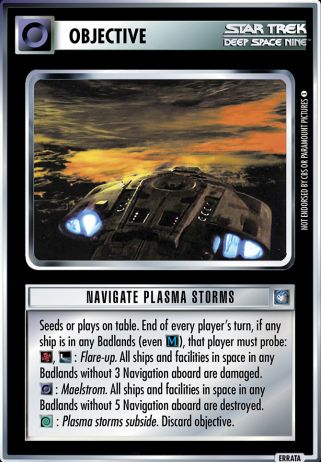 OBJECTIVE
STAR TREK
DEEP SPACE NINE™
NOT ENDORSED BY CBS OR PARAMOUNT PICTURES
NAVIGATE PLASMA STORMS
Seeds or plays on table. End of every player's turn, if any
ship is in any Badlands (even M), that player must probe:
, : Flare-up. All ships and facilities in space in any
Badlands without 3 Navigation aboard are damaged.
: Maelstrom. All ships and facilities in space in any
Badlands without 5 Navigation aboard are destroyed.
: Plasma storms subside. Discard objective.
ERRATA